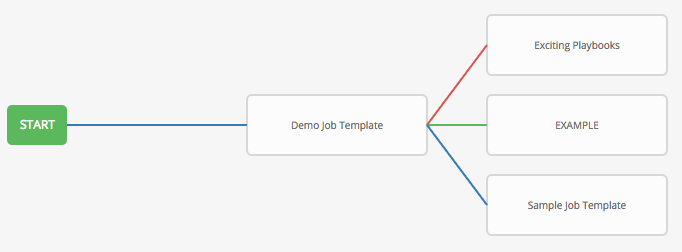 Exciting Playbooks
START
Demo Job Template
EXAMPLE
Sample Job Template